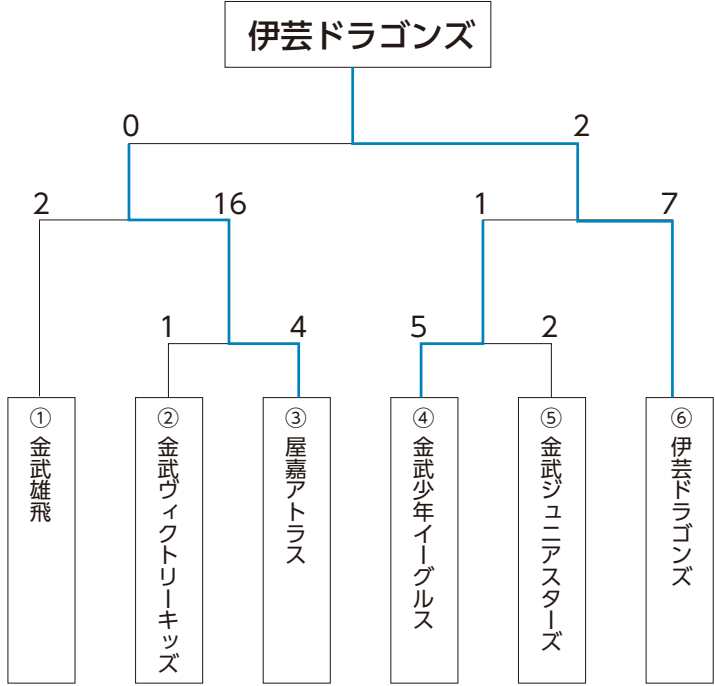 伊芸ドラゴンズ
0 2
2 16 1 7
1 4 5 2
①金武雄飛
②金武ヴィクトリーキッズ
③屋嘉アトラス
④金武少年イーグルス
⑤金武ジュニアスターズ
⑥伊芸ドラゴンズ